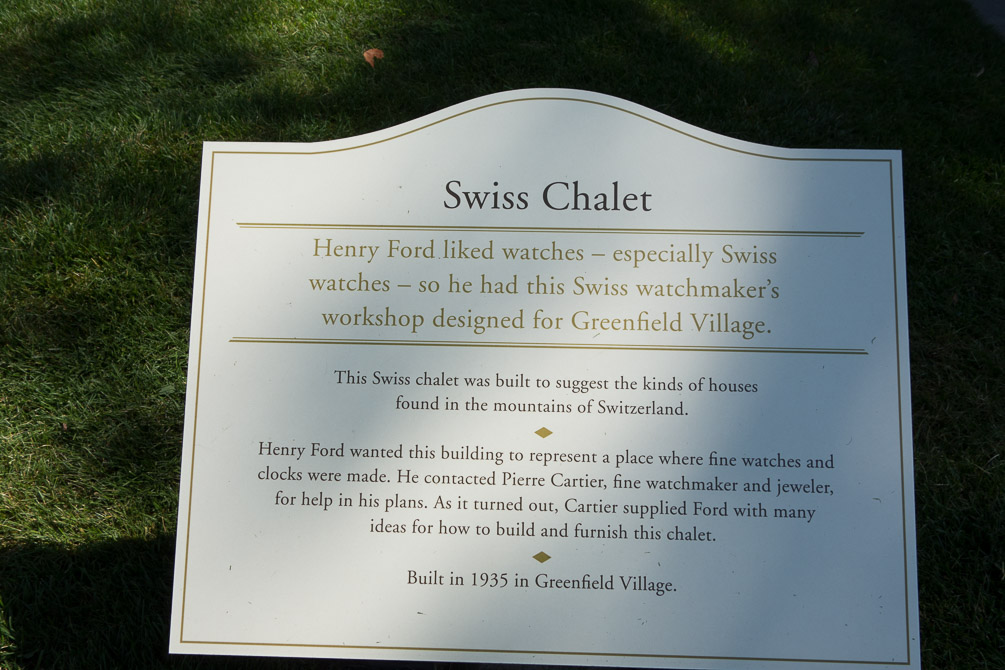 Swiss Chalet
Henry Ford liked watches – especially Swiss
watches – so he had this Swiss watchmaker's
workshop designed for Greenfield Village.
This Swiss chalet was built to suggest the kinds of houses
found in the mountains of Switzerland.
Henry Ford wanted this building to represent a place where fine watches and
clocks were made. He contacted Pierre Cartier, fine watchmaker and jeweler,
for help in his plans. As it turned out, Cartier supplied Ford with many
ideas for how to build and furnish this chalet.
Built in 1935 in Greenfield Village.